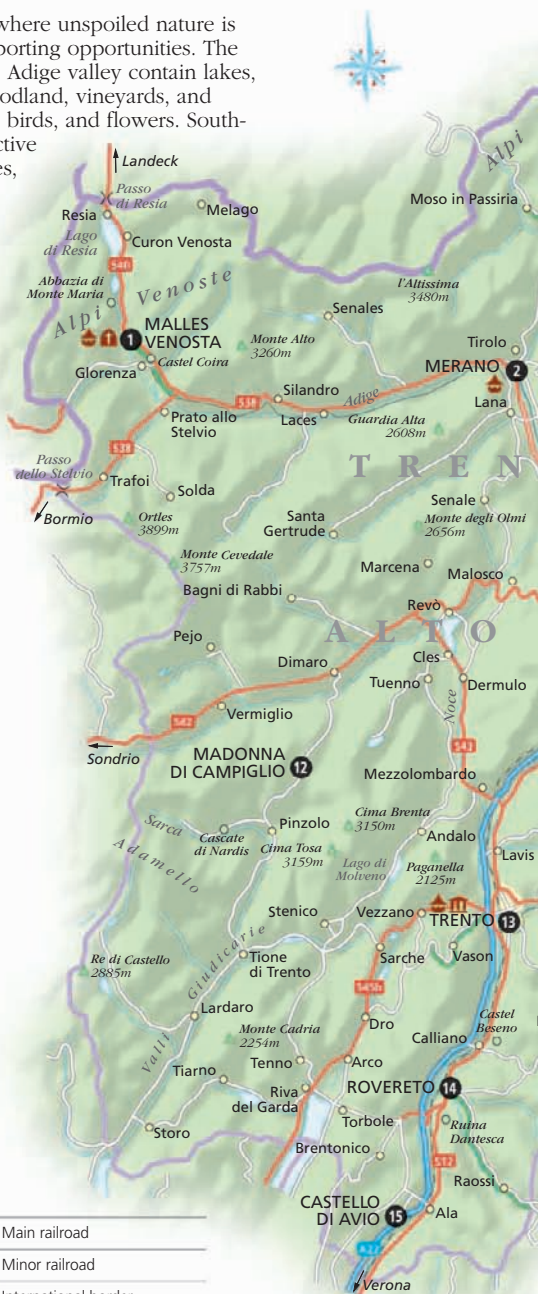 where unspoiled nature is
porting opportunities. The
Adige valley contain lakes,
odland, vineyards, and
birds, and flowers. South-
ctive
es,
Landeck
Alpi
Passo
di Resia
Melago
Moso in Passiria
Resia
Lago
di Resia
Curon Venosta
S40
l'Altissima
3480m
Abbazia di
Monte Maria
Alpi Venoste
Senales
1
MALLES
VENOSTA
Monte Alto
3260m
Tirolo
Castel Coira
MERANO 2
Glorenza
Silandro
Adige
Lana
S38
Prato allo
Stelvio
Laces
Guardia Alta
2608m
S38
Passo
dello Stelvio
TREN
Trafoi
Solda
Senale
Bormio
Ortles
3899m
Santa
Gertrude
Monte degli Olmi
2656m
Monte Cevedale
3757m
Marcena
Malosco
Bagni di Rabbi
Revò
ALTO
Pejo
Cles
Dimaro
Tuenno
Dermulo
Noce
Vermiglio
S42
S43
Sondrio
MADONNA
DI CAMPIGLIO 12
Mezzolombardo
Cima Brenta
3150m
Sarca
Pinzolo
Cascate
di Nardis
Andalo
Cima Tosa
3159m
Lavis
Adamello
Lago di
Molveno
Paganella
2125m
Stenico
Vezzano
TRENTO 13
Re di Castello
2885m
Tione
di Trento
Sarche
Vason
Valli Giudicarie
S45b
Lardaro
Dro
Castel
Beseno
Monte Cadria
2254m
Calliano
Tenno
Arco
Tiarno
ROVERETO 14
Riva
del Garda
Torbole
Ruina
Dantesca
Storo
Brentonico
S12
Raossi
CASTELLO
DI AVIO 15
Ala
A22
Verona
Main railroad
Minor railroad
International border